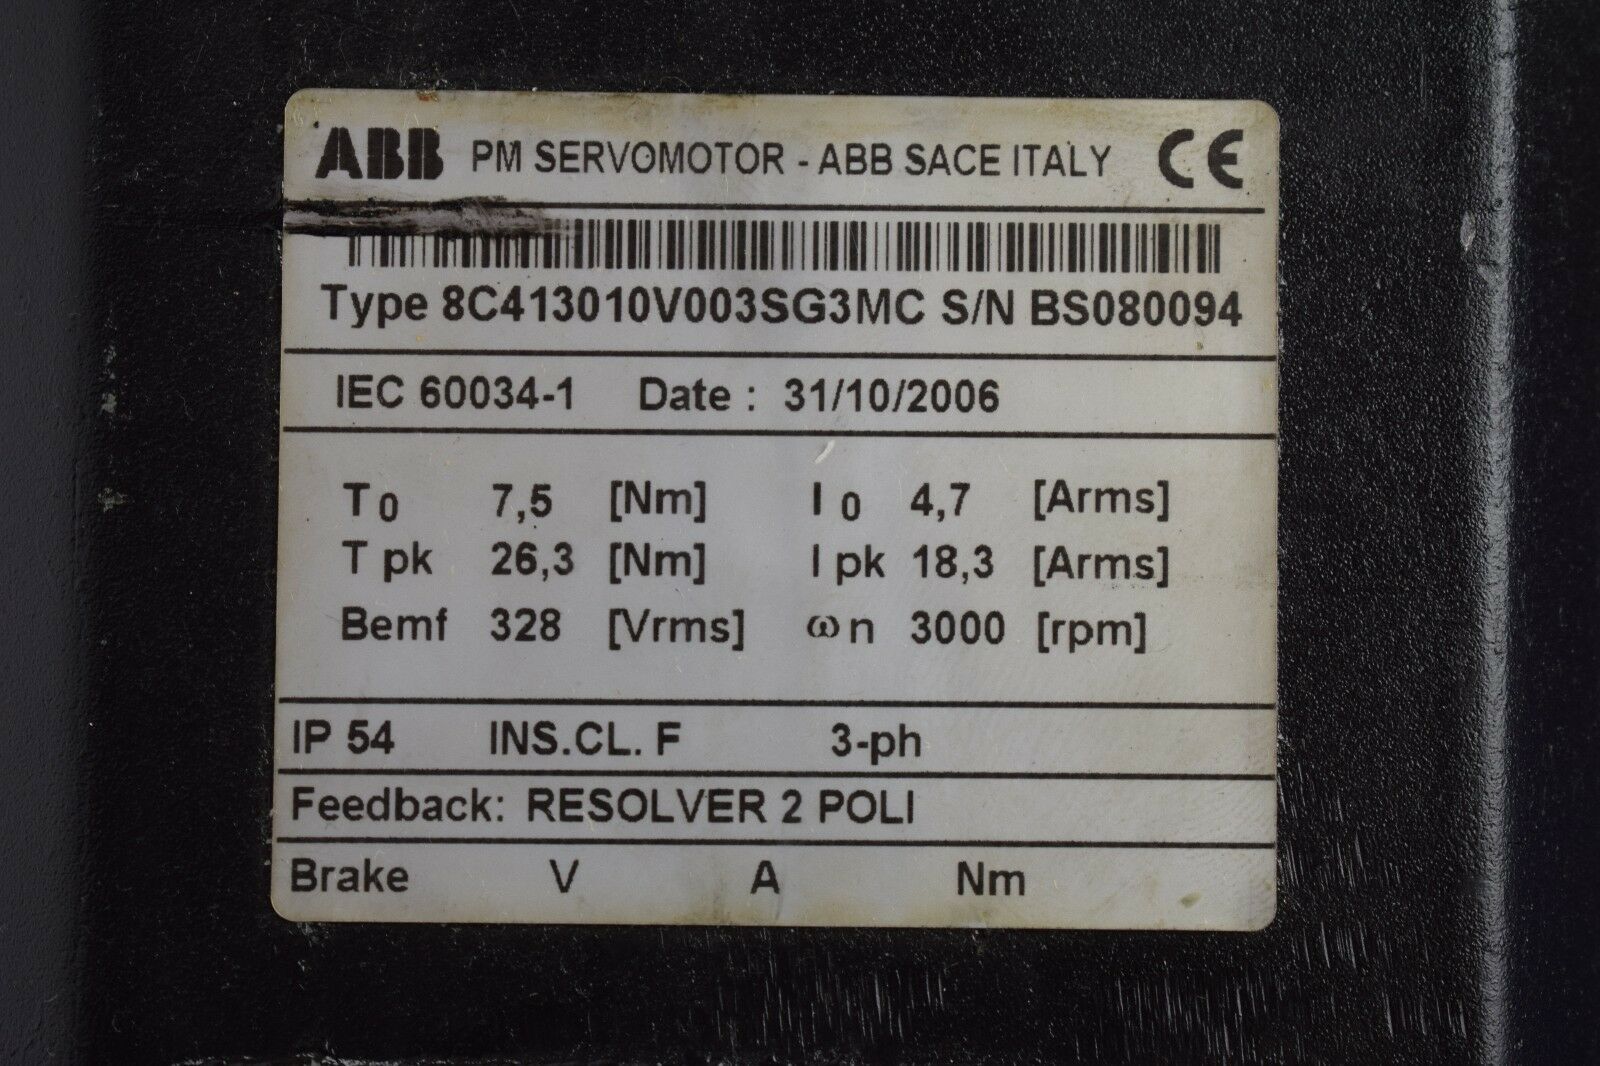 ABB PM SERVOMOTOR - ABB SACE ITALY CE
Type 8C413010V003SG3MC S/N BS080094
IEC 60034-1 Date : 31/10/2006
T0 7,5 [Nm] I0 4,7 [Arms]
T pk 26,3 [Nm] I pk 18,3 [Arms]
Bemf 328 [Vrms] ωn 3000 [rpm]
IP 54 INS.CL. F 3-ph
Feedback: RESOLVER 2 POLI
Brake V A Nm